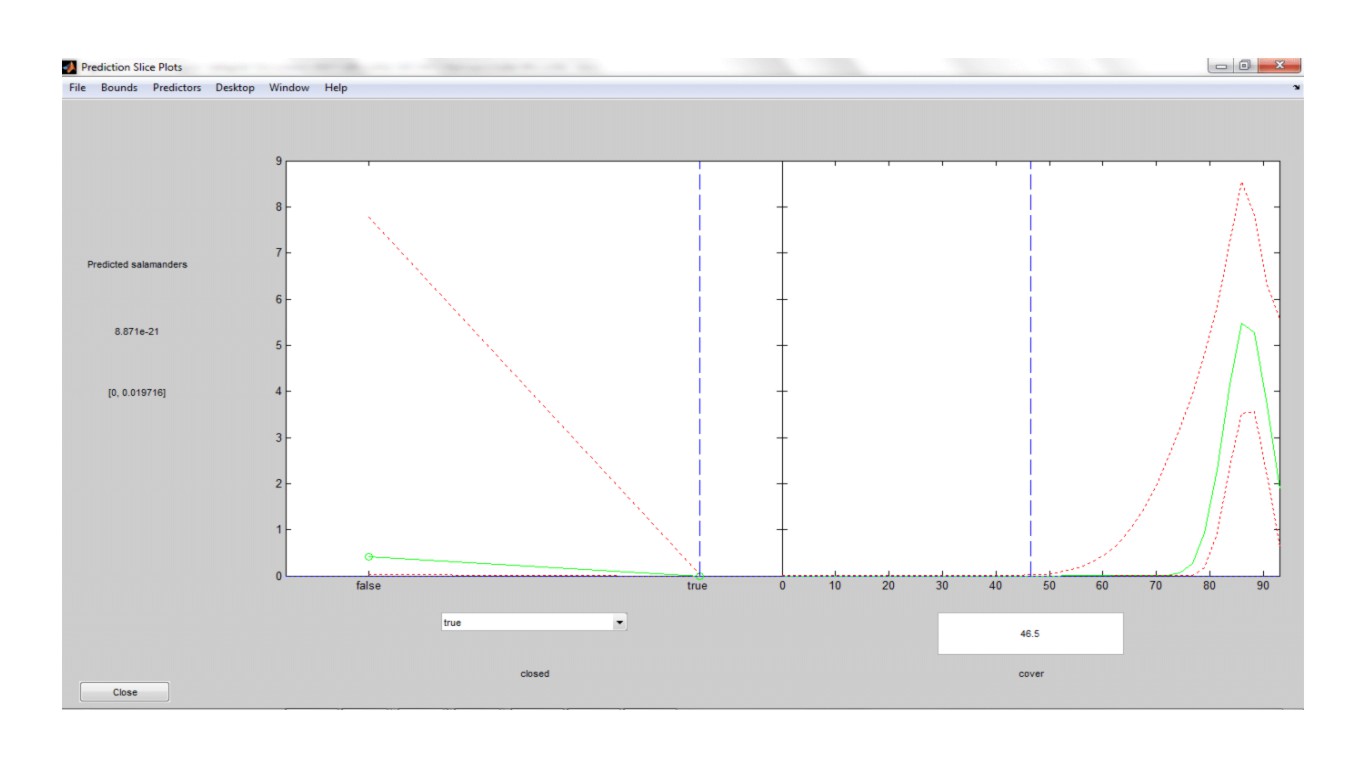 Prediction Slice Plots
File Bounds Predictors Desktop Window Help
Predicted salamanders
8.871e-21
[0, 0.019716]
9
8
7
6
5
4
3
2
1
0
false true
0 10 20 30 40 50 60 70 80 90
true
46.5
closed
cover
Close